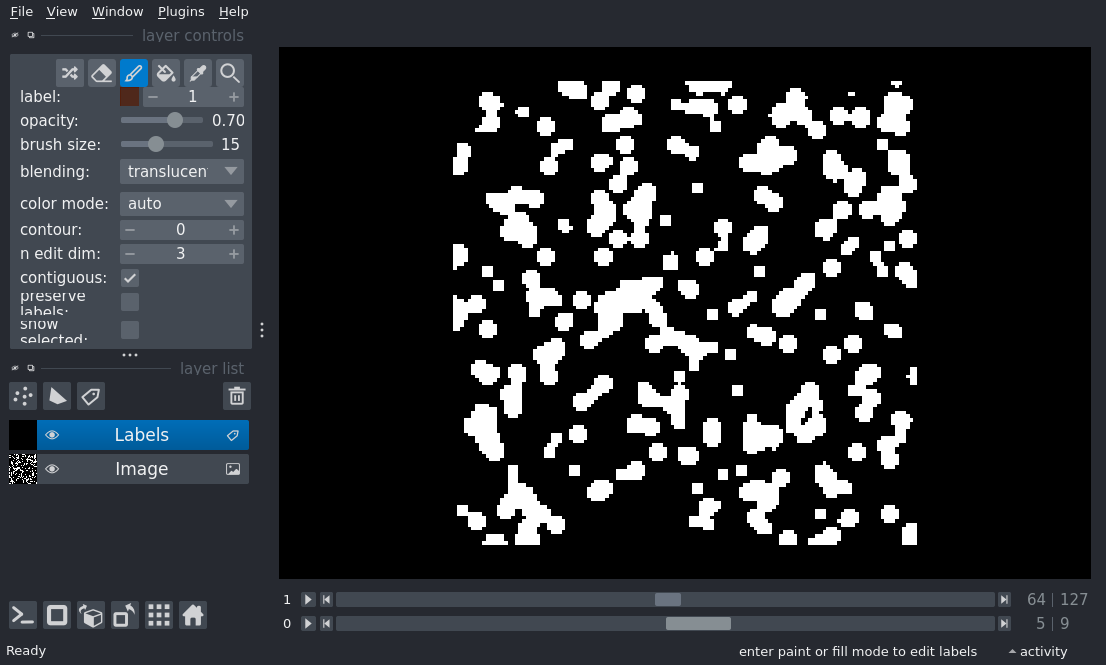 File View Window Plugins Help
layer controls
label: 1
opacity: 0.70
brush size: 15
blending: translucen
color mode: auto
contour: 0
n edit dim: 3
contiguous:
preserve
labels:
show
selected:
layer list
Labels
Image
1 64 | 127
0 5 | 9
Ready enter paint or fill mode to edit labels activity